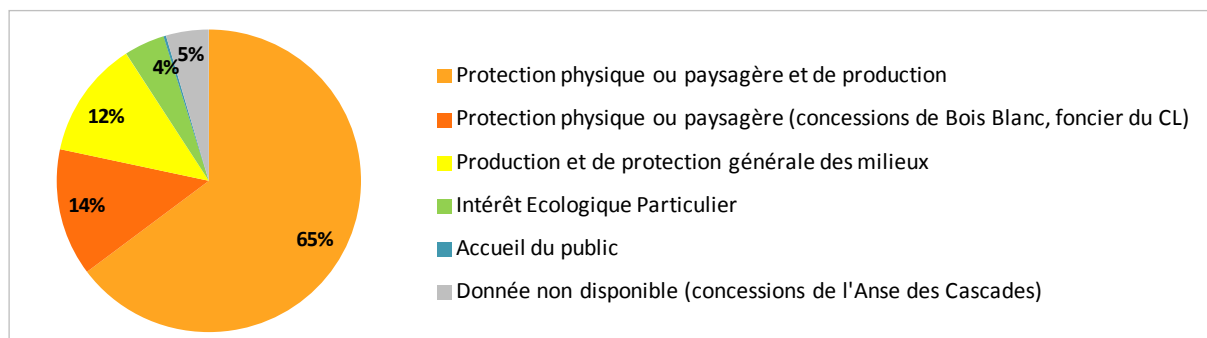 5%
4%
12%
14%
65%
Protection physique ou paysagère et de production
Protection physique ou paysagère (concessions de Bois Blanc, foncier du CL)
Production et de protection générale des milieux
Intérêt Ecologique Particulier
Accueil du public
Donnée non disponible (concessions de l'Anse des Cascades)